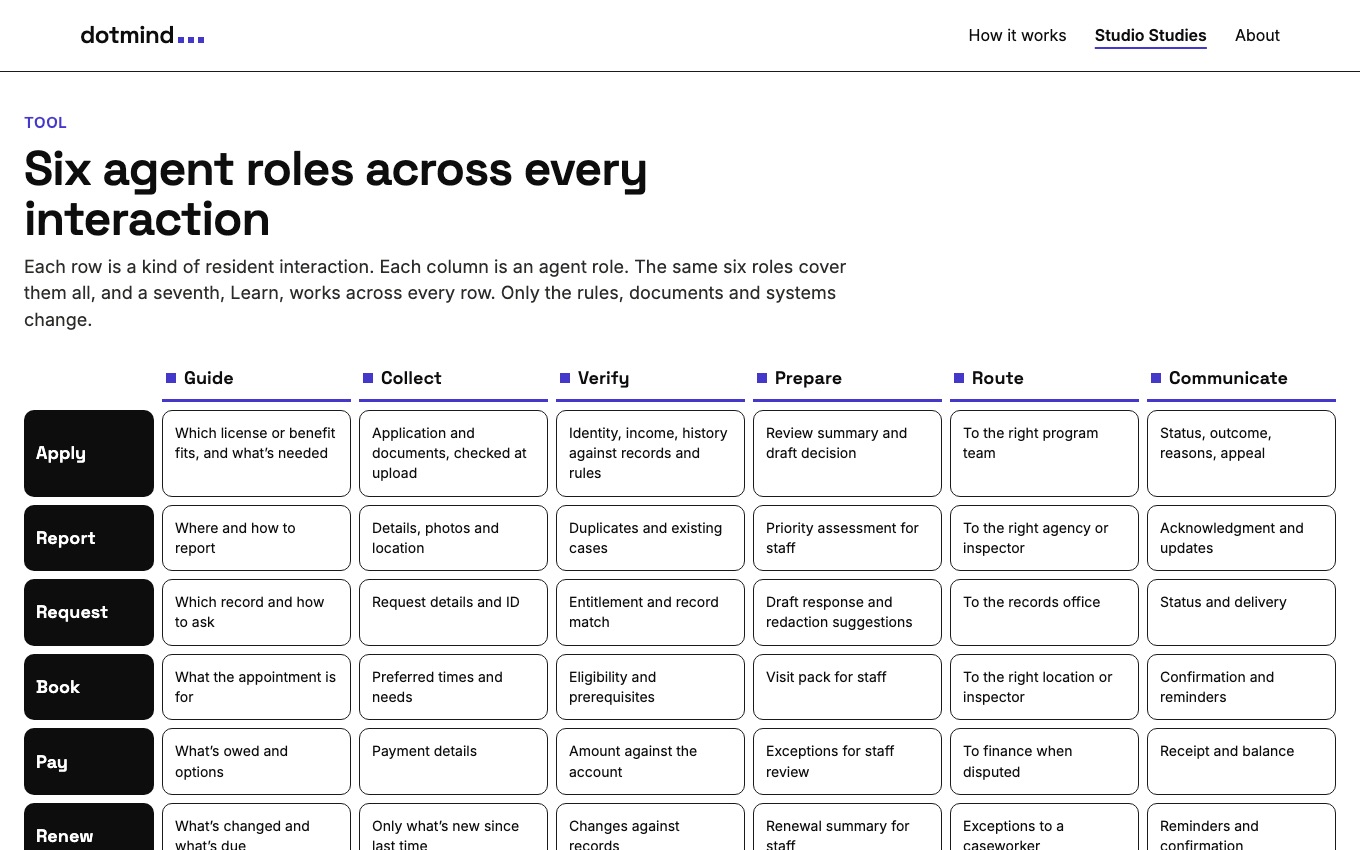 dotmind
How it works
Studio Studies
About
TOOL
Six agent roles across every
interaction
Each row is a kind of resident interaction. Each column is an agent role. The same six roles cover
them all, and a seventh, Learn, works across every row. Only the rules, documents and systems
change.
Guide
Collect
Verify
Prepare
Route
Communicate
Apply
Which license or benefit
fits, and what’s needed
Application and
documents, checked at
upload
Identity, income, history
against records and
rules
Review summary and
draft decision
To the right program
team
Status, outcome,
reasons, appeal
Report
Where and how to
report
Details, photos and
location
Duplicates and existing
cases
Priority assessment for
staff
To the right agency or
inspector
Acknowledgment and
updates
Request
Which record and how
to ask
Request details and ID
Entitlement and record
match
Draft response and
redaction suggestions
To the records office
Status and delivery
Book
What the appointment is
for
Preferred times and
needs
Eligibility and
prerequisites
Visit pack for staff
To the right location or
inspector
Confirmation and
reminders
Pay
What’s owed and
options
Payment details
Amount against the
account
Exceptions for staff
review
To finance when
disputed
Receipt and balance
Renew
What’s changed and
what’s due
Only what’s new since
last time
Changes against
records
Renewal summary for
staff
Exceptions to a
caseworker
Reminders and
confirmation